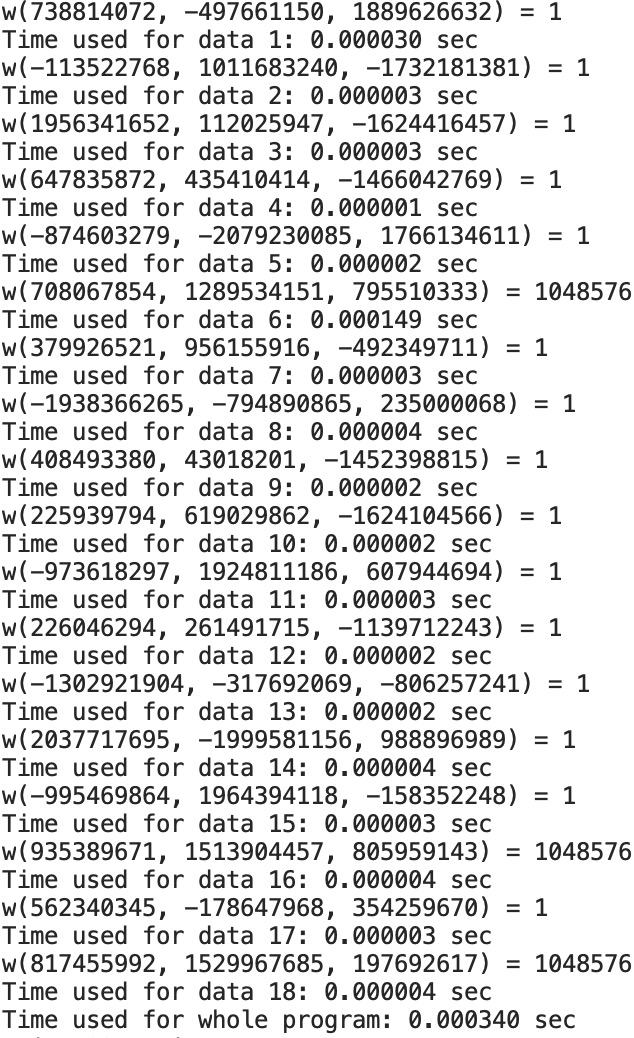 w(738814072, -497661150, 1889626632) = 1
Time used for data 1: 0.000030 sec
w(-113522768, 1011683240, -1732181381) = 1
Time used for data 2: 0.000003 sec
w(1956341652, 112025947, -1624416457) = 1
Time used for data 3: 0.000003 sec
w(647835872, 435410414, -1466042769) = 1
Time used for data 4: 0.000001 sec
w(-874603279, -2079230085, 1766134611) = 1
Time used for data 5: 0.000002 sec
w(708067854, 1289534151, 795510333) = 1048576
Time used for data 6: 0.000149 sec
w(379926521, 956155916, -492349711) = 1
Time used for data 7: 0.000003 sec
w(-1938366265, -794890865, 235000068) = 1
Time used for data 8: 0.000004 sec
w(408493380, 43018201, -1452398815) = 1
Time used for data 9: 0.000002 sec
w(225939794, 619029862, -1624104566) = 1
Time used for data 10: 0.000002 sec
w(-973618297, 1924811186, 607944694) = 1
Time used for data 11: 0.000003 sec
w(226046294, 261491715, -1139712243) = 1
Time used for data 12: 0.000002 sec
w(-1302921904, -317692069, -806257241) = 1
Time used for data 13: 0.000002 sec
w(2037717695, -1999581156, 988896989) = 1
Time used for data 14: 0.000004 sec
w(-995469864, 1964394118, -158352248) = 1
Time used for data 15: 0.000003 sec
w(935389671, 1513904457, 805959143) = 1048576
Time used for data 16: 0.000004 sec
w(562340345, -178647968, 354259670) = 1
Time used for data 17: 0.000003 sec
w(817455992, 1529967685, 197692617) = 1048576
Time used for data 18: 0.000004 sec
Time used for whole program: 0.000340 sec